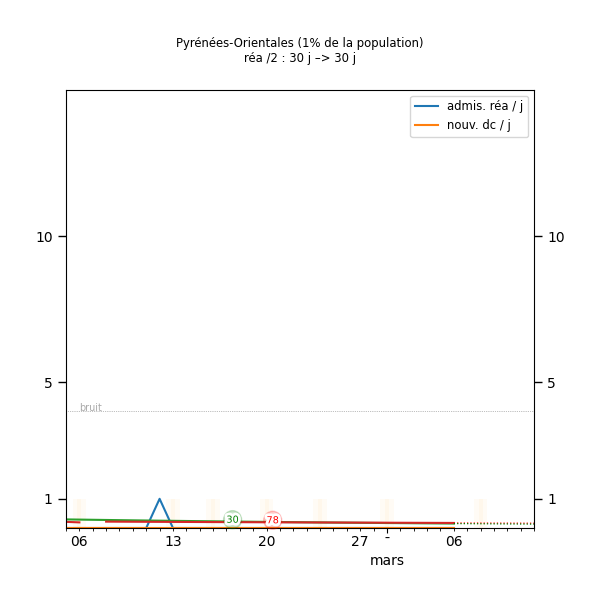 Pyrénées-Orientales (1% de la population)
réa /2 : 30 j –> 30 j
admis. réa / j
nouv. dc / j
10
10
5
5
bruit
1
1
30
78
06
13
20
27
-
06
mars